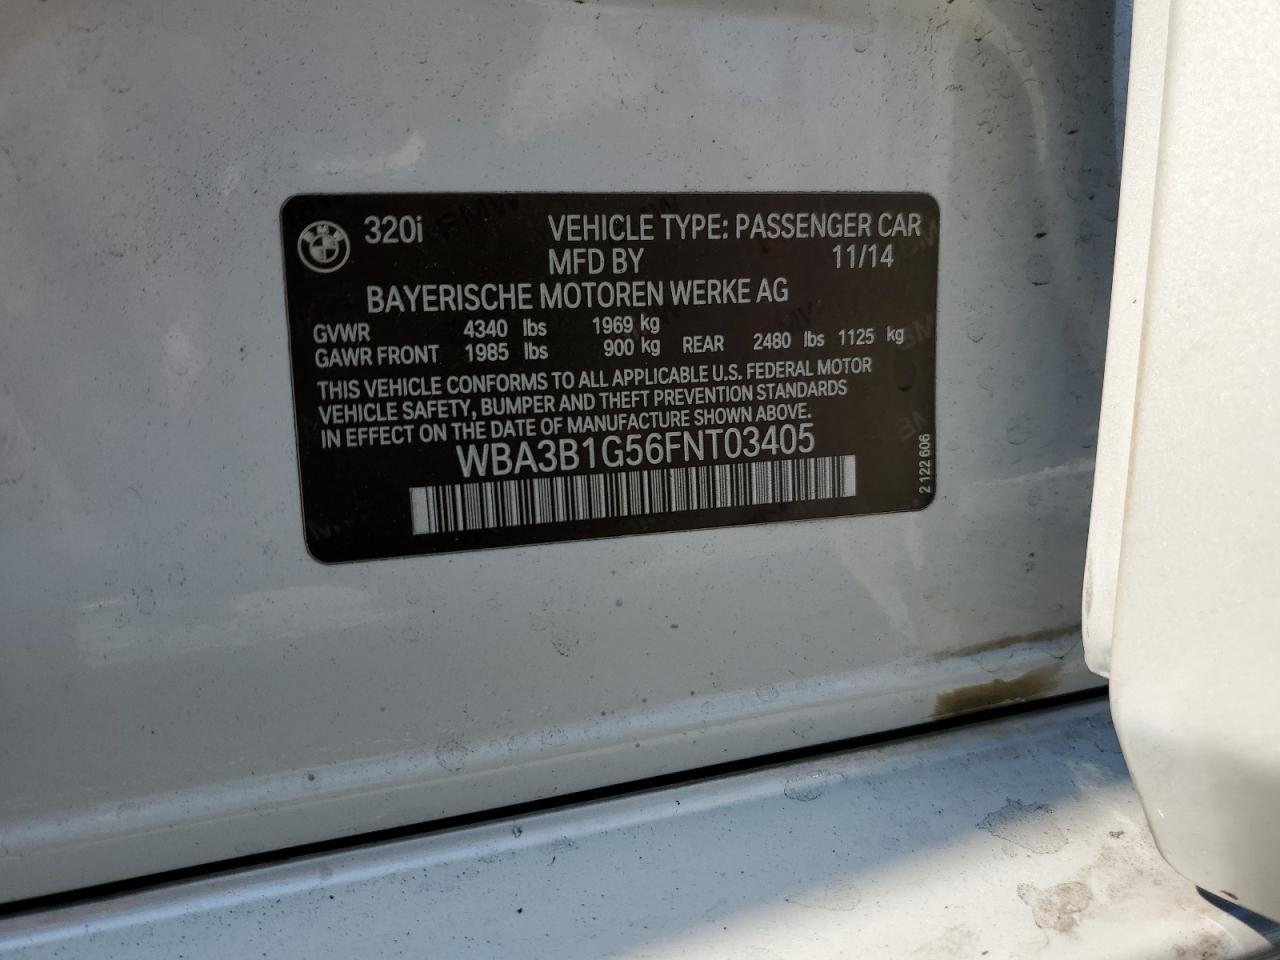 320i VEHICLE TYPE: PASSENGER CAR
MFD BY 11/14
BAYERISCHE MOTOREN WERKE AG
GVWR 4340 lbs 1969 kg
GAWR FRONT 1985 lbs 900 kg REAR 2480 lbs 1125 kg
THIS VEHICLE CONFORMS TO ALL APPLICABLE U.S. FEDERAL MOTOR
VEHICLE SAFETY, BUMPER AND THEFT PREVENTION STANDARDS
IN EFFECT ON THE DATE OF MANUFACTURE SHOWN ABOVE.
WBA3B1G56FNT03405
2 122 606